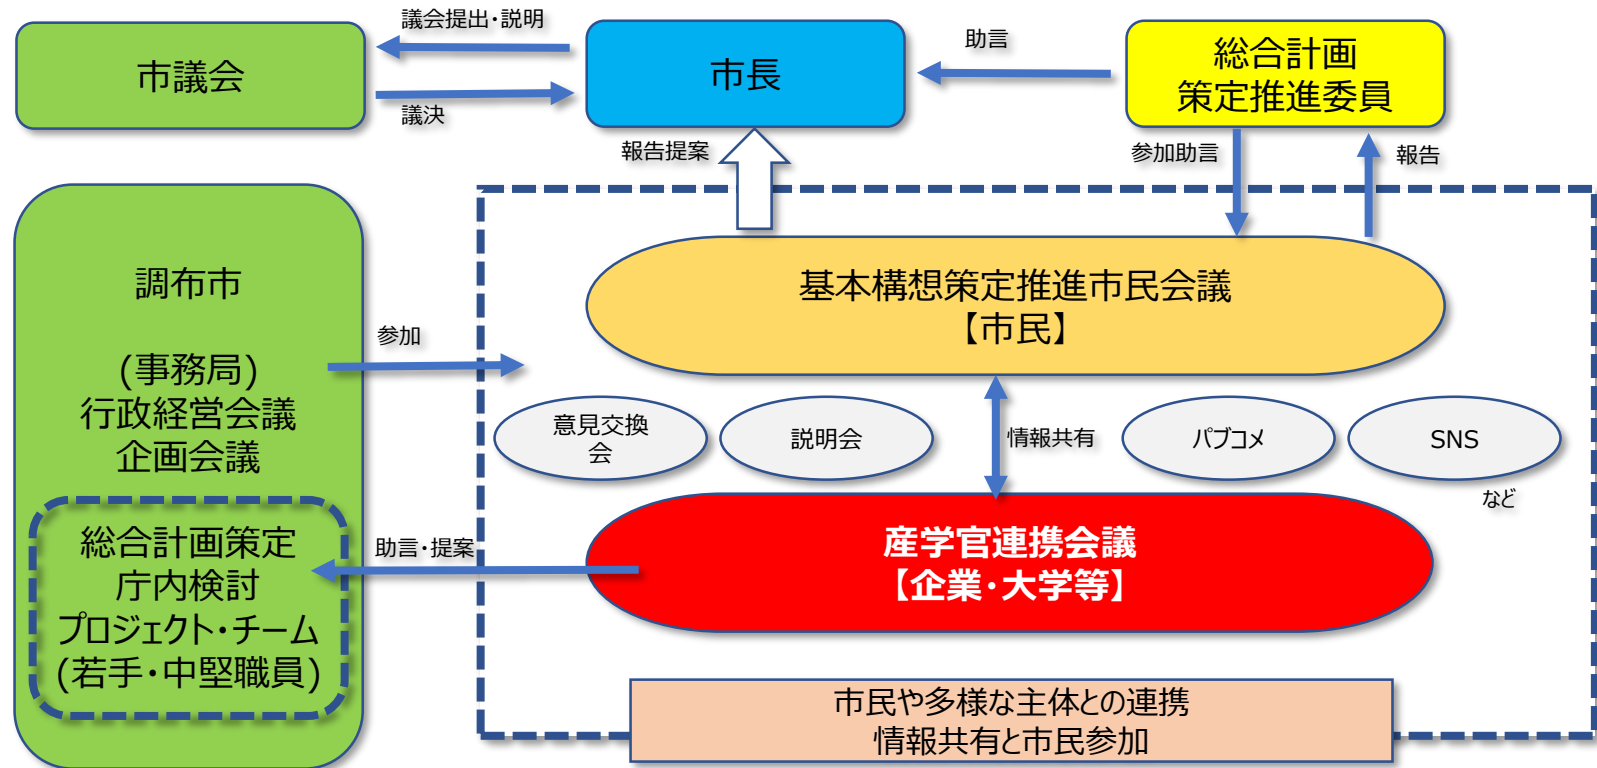 議会提出・説明
市議会
議決
市長
助言
総合計画
策定推進委員
報告提案
参加助言
報告
調布市
(事務局)
行政経営会議
企画会議
総合計画策定
庁内検討
プロジェクト・チーム
(若手・中堅職員)
参加
助言・提案
基本構想策定推進市民会議
【市民】
意見交換
会
説明会
情報共有
パブコメ
SNS
など
産学官連携会議
【企業・大学等】
市民や多様な主体との連携
情報共有と市民参加